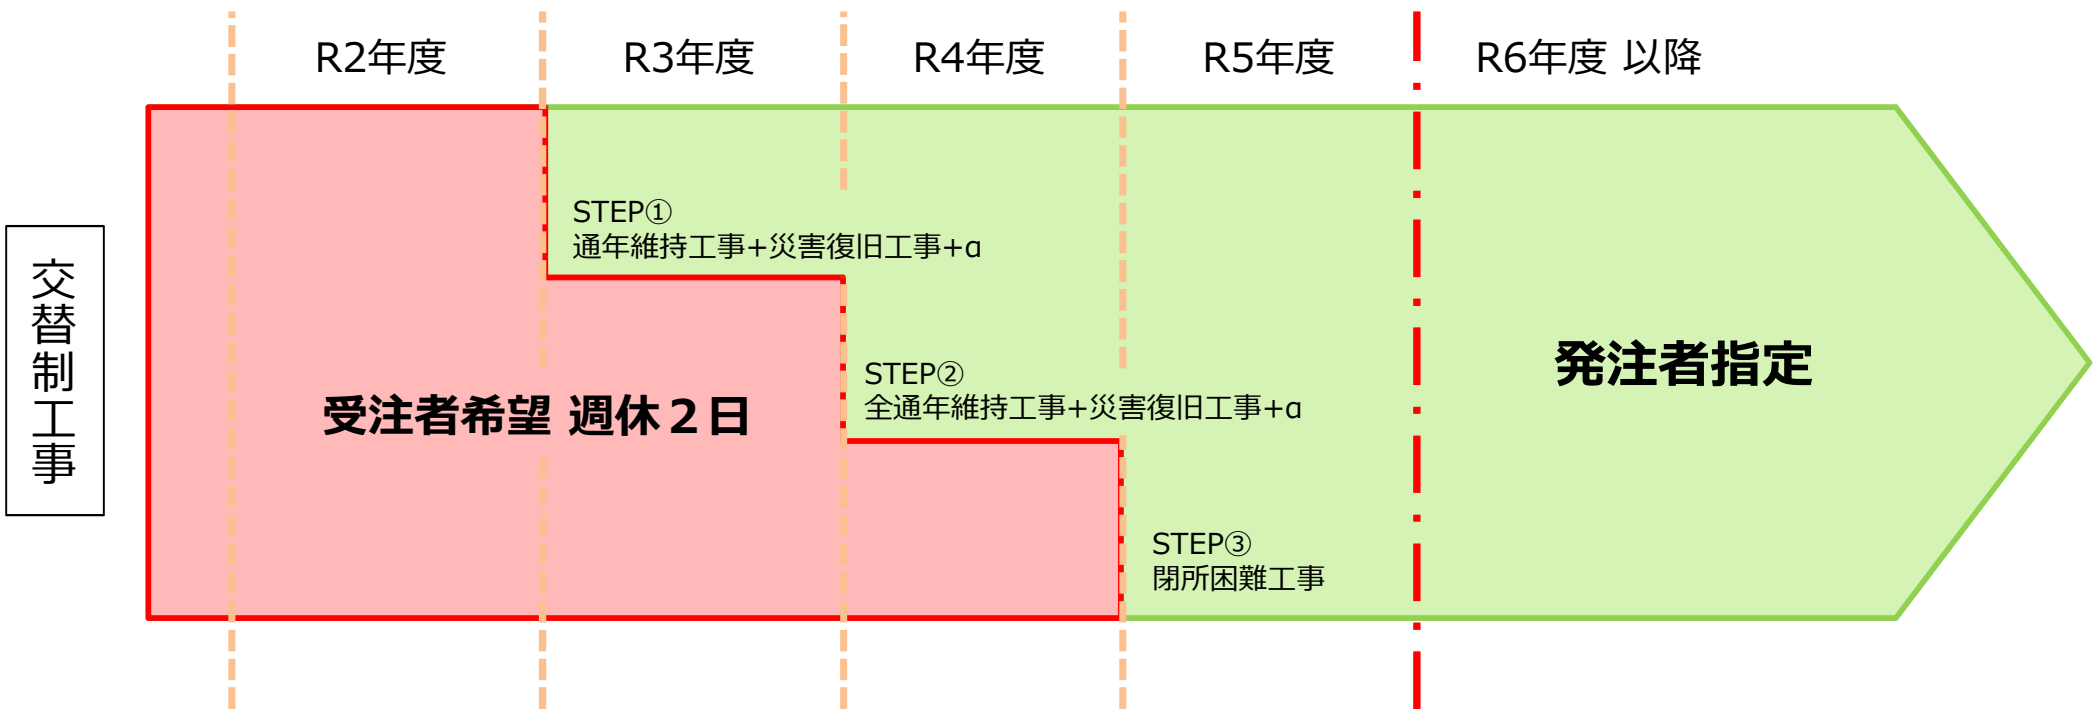 R2年度
R3年度
R4年度
R5年度
R6年度 以降
交替制工事
STEP①
通年維持工事+災害復旧工事+α
受注者希望 週休２日
STEP②
全通年維持工事+災害復旧工事+α
発注者指定
STEP③
閉所困難工事